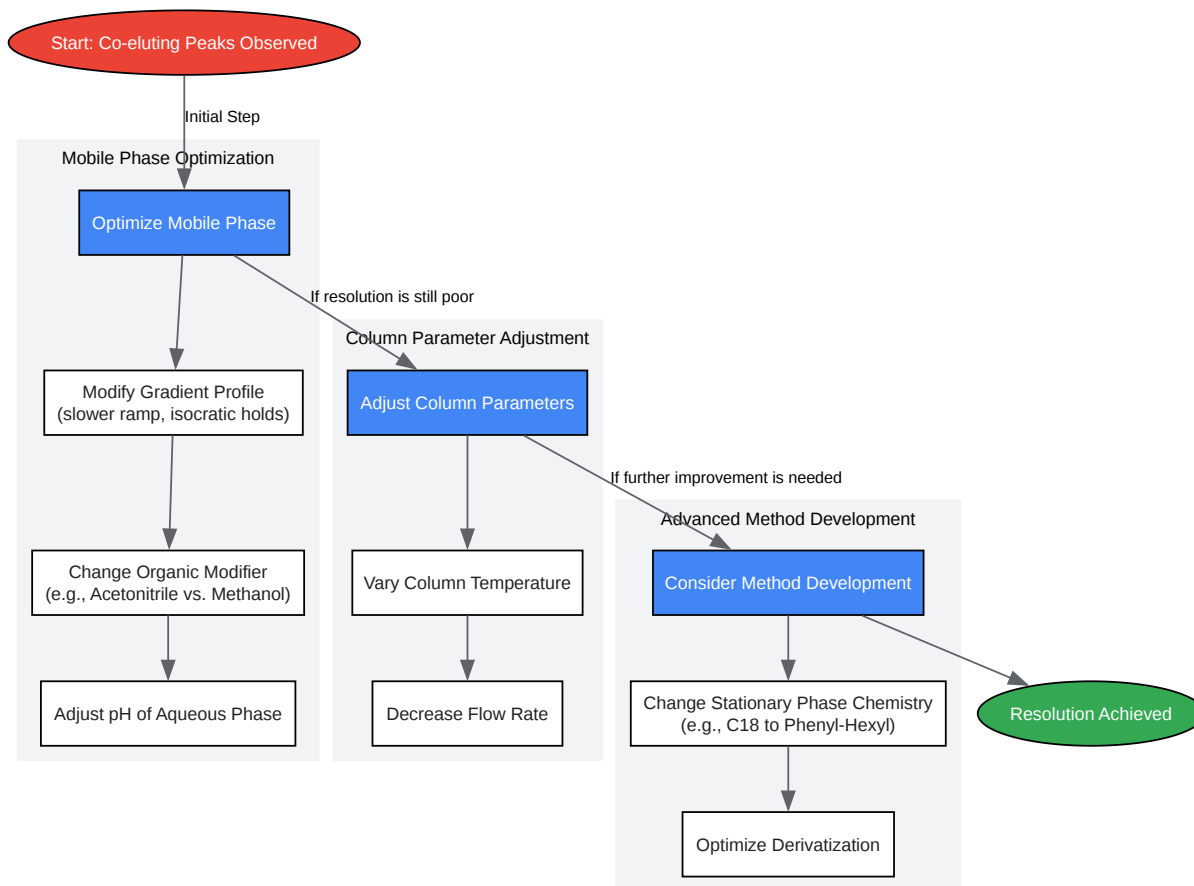 Start: Co-eluting Peaks Observed
Initial Step
Mobile Phase Optimization
Optimize Mobile Phase
If resolution is still poor
Column Parameter Adjustment
Modify Gradient Profile
(slower ramp, isocratic holds)
Adjust Column Parameters
If further improvement is needed
Advanced Method Development
Change Organic Modifier
(e.g., Acetonitrile vs. Methanol)
Vary Column Temperature
Consider Method Development
Adjust pH of Aqueous Phase
Decrease Flow Rate
Change Stationary Phase Chemistry
(e.g., C18 to Phenyl-Hexyl)
Resolution Achieved
Optimize Derivatization